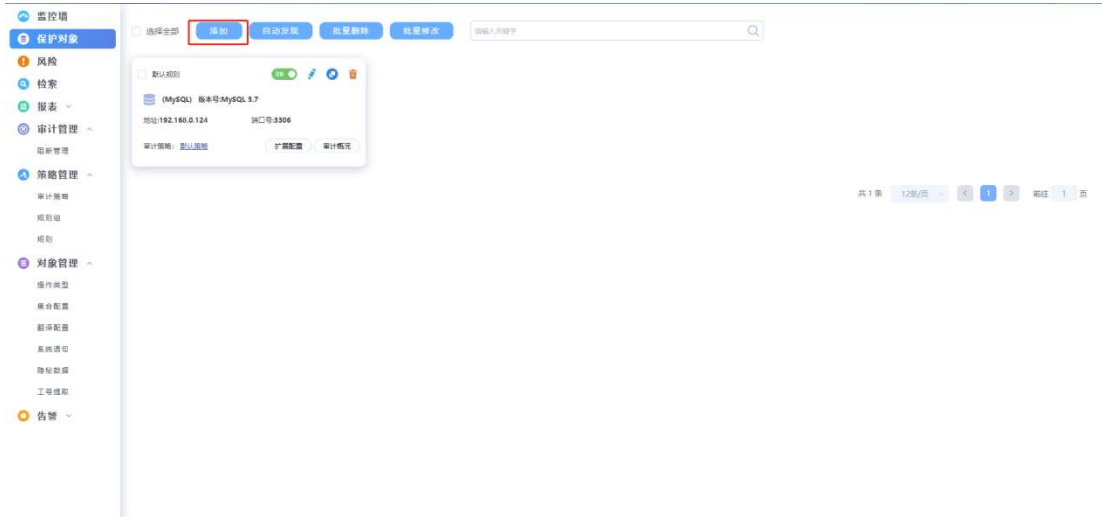 监控墙
保护对象
风险
检索
报表
审计管理
阻断管理
策略管理
审计策略
规则组
规则
对象管理
操作类型
集合配置
翻译配置
系统语句
隐秘数据
工号提取
告警
选择全部 添加 自动发现 批量删除 批量修改 请输入关键字
默认规则 ON
(MySQL) 版本号:MySQL 5.7
地址:192.168.0.124 端口号:3306
审计策略: 默认策略 扩展配置 审计概况
共 1 条 12条/页 1 前往 1 页